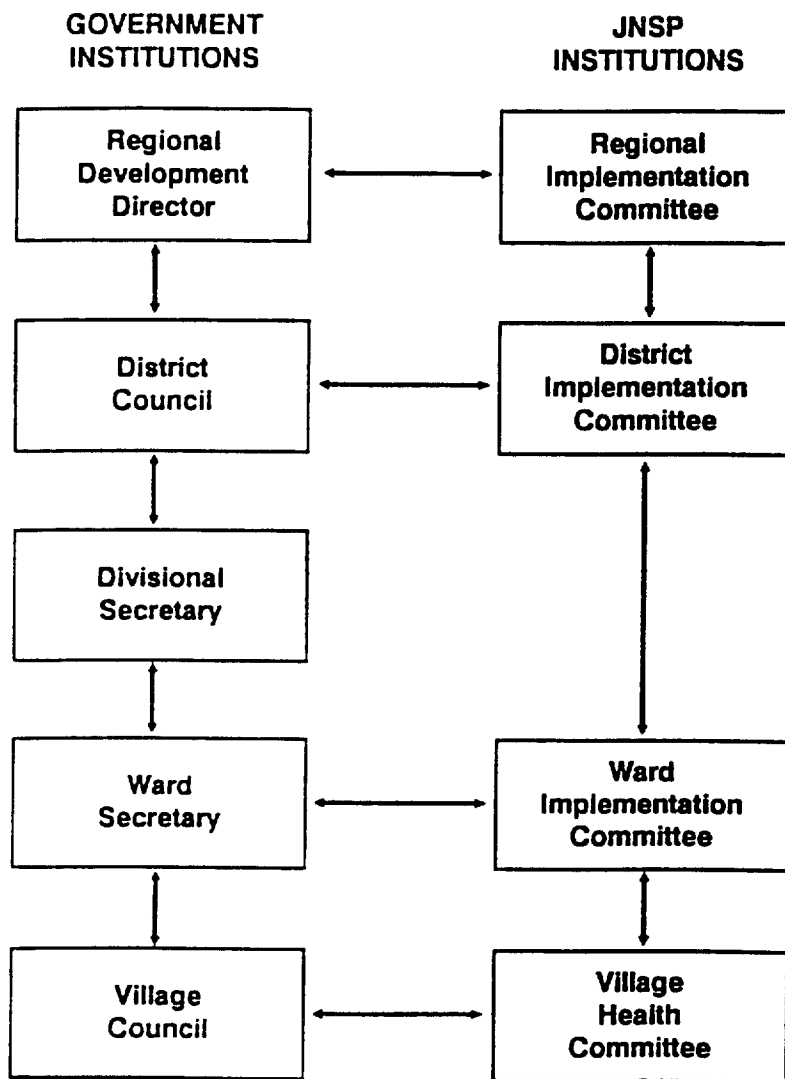 GOVERNMENT
INSTITUTIONS
JNSP
INSTITUTIONS
Regional
Development
Director
Regional
Implementation
Committee
District
Council
District
Implementation
Committee
Divisional
Secretary
Ward
Secretary
Ward
Implementation
Committee
Village
Council
Village
Health
Committee